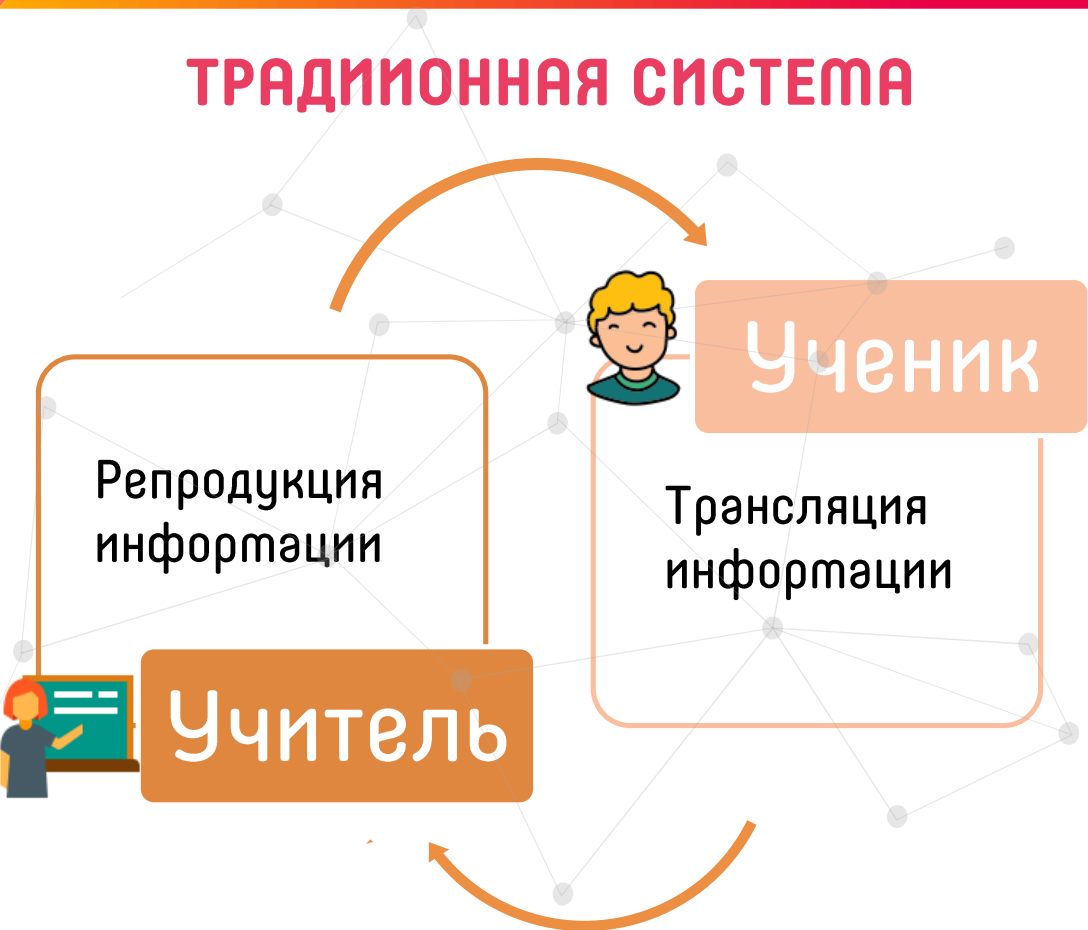 ТРАДИИОННАЯ СИСТЕМА
Ученик
Репродукция
информации
Трансляция
информации
Учитель